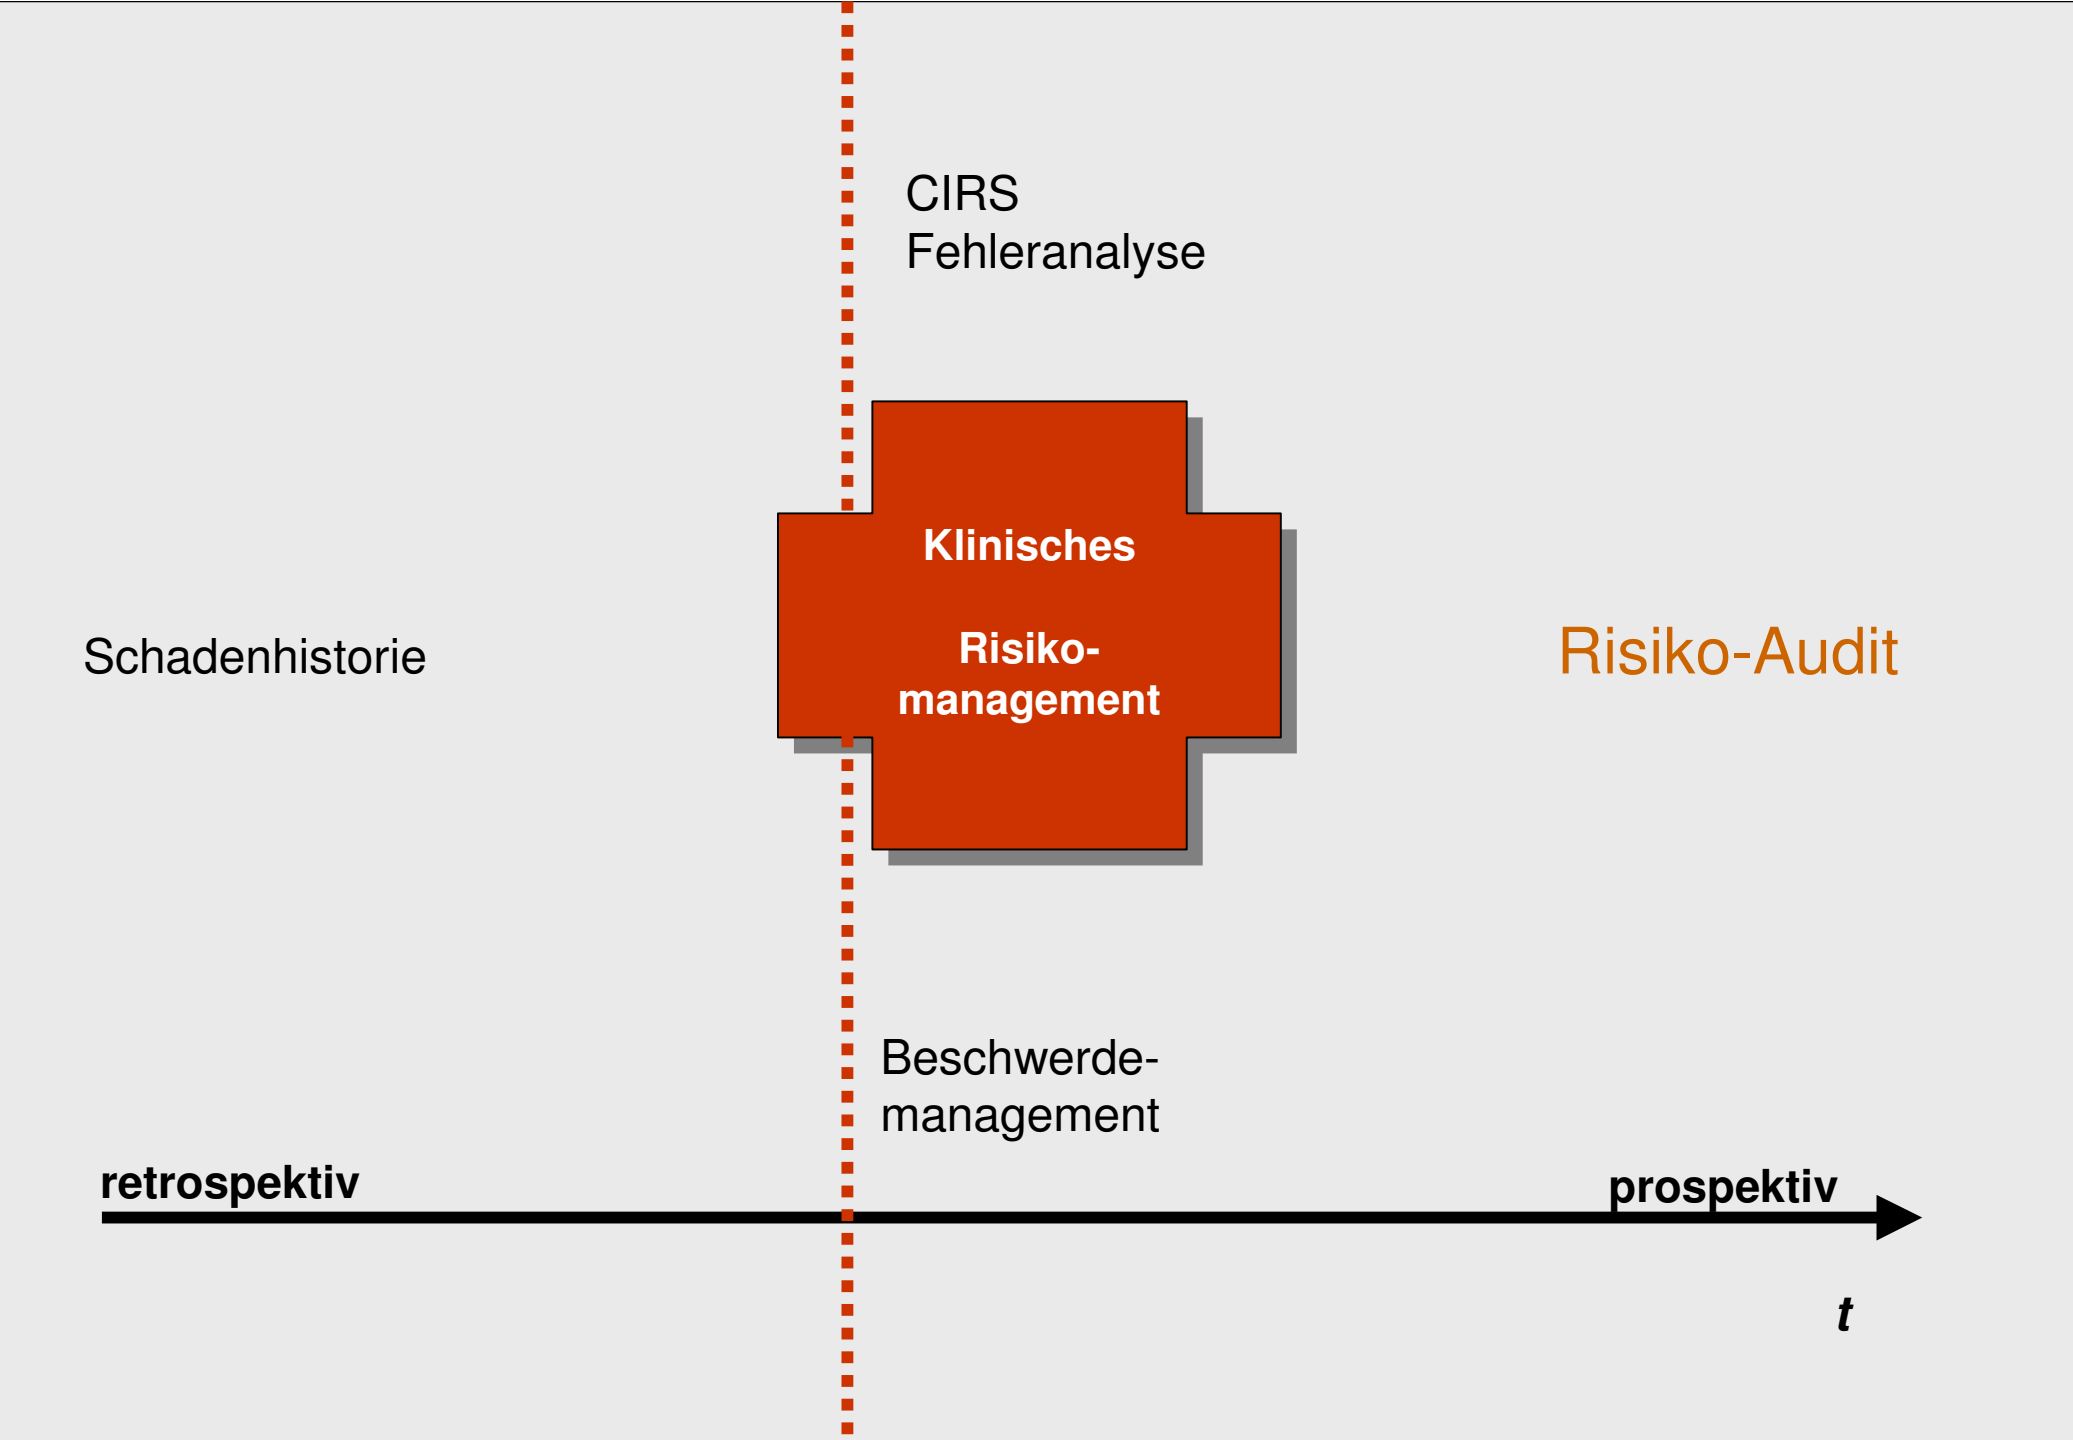 CIRS
Fehleranalyse
Klinisches
Risiko-
management
Schadenhistorie
Risiko-Audit
Beschwerde-
management
retrospektiv
prospektiv
t